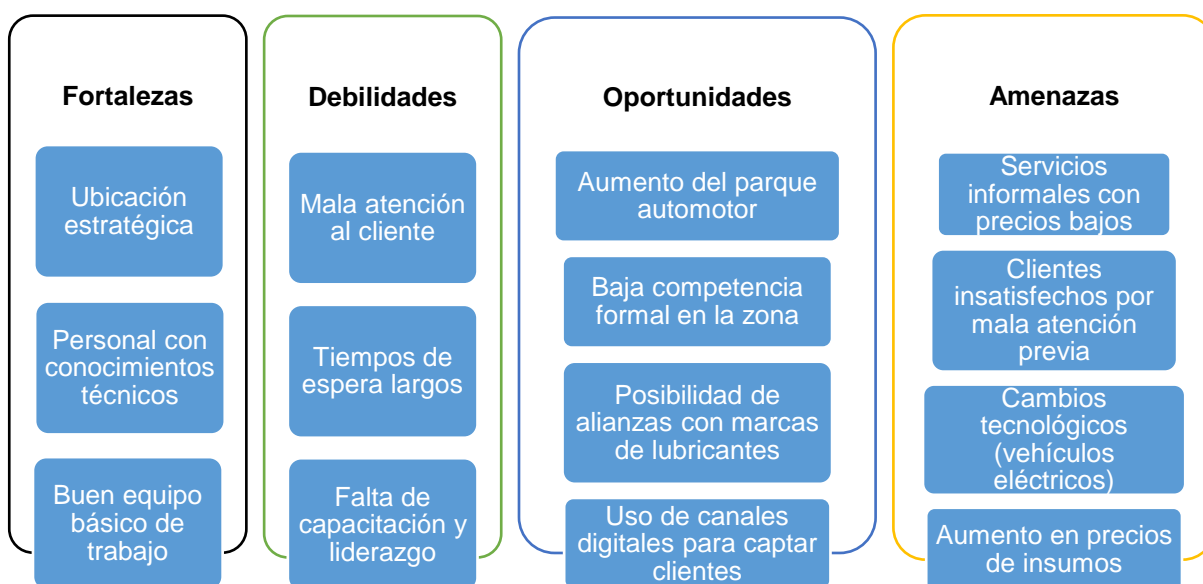 Fortalezas
Ubicación
estratégica
Personal con
conocimientos
técnicos
Buen equipo
básico de
trabajo
Debilidades
Mala atención
al cliente
Tiempos de
espera largos
Falta de
capacitación y
liderazgo
Oportunidades
Aumento del parque
automotor
Baja competencia
formal en la zona
Posibilidad de
alianzas con marcas
de lubricantes
Uso de canales
digitales para captar
clientes
Amenazas
Servicios
informales con
precios bajos
Clientes
insatisfechos por
mala atención
previa
Cambios
tecnológicos
(vehículos
eléctricos)
Aumento en precios
de insumos